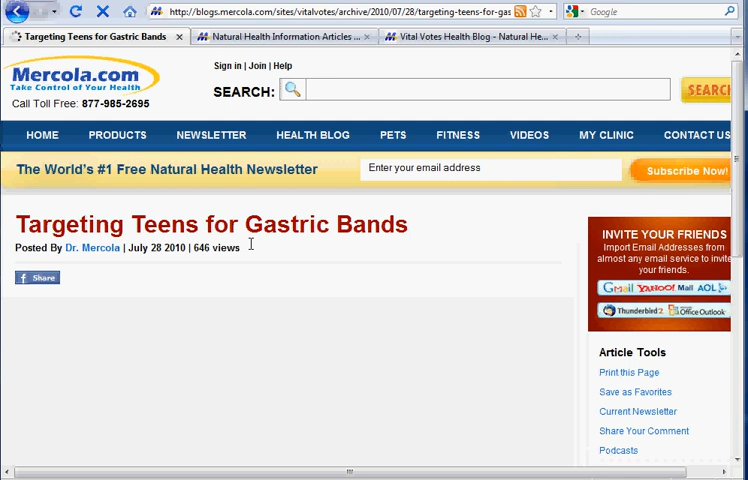 http://blogs.mercola.com/sites/vitalvotes/archive/2010/07/28/targeting-teens-for-gas
Google
Targeting Teens for Gastric Bands
Natural Health Information Articles ...
Vital Votes Health Blog - Natural He...
Mercola.com
Take Control of Your Health
Call Toll Free: 877-985-2695
Sign in | Join | Help
SEARCH:
SEARC
HOME PRODUCTS NEWSLETTER HEALTH BLOG PETS FITNESS VIDEOS MY CLINIC CONTACT US
The World's #1 Free Natural Health Newsletter
Enter your email address
Subscribe Now!
Targeting Teens for Gastric Bands
Posted By Dr. Mercola | July 28 2010 | 646 views
Share
INVITE YOUR FRIENDS
Import Email Addresses from
almost any email service to invite
your friends.
Gmail YAHOO! Mail AOL
Thunderbird2 Office Outlook
Article Tools
Print this Page
Save as Favorites
Current Newsletter
Share Your Comment
Podcasts